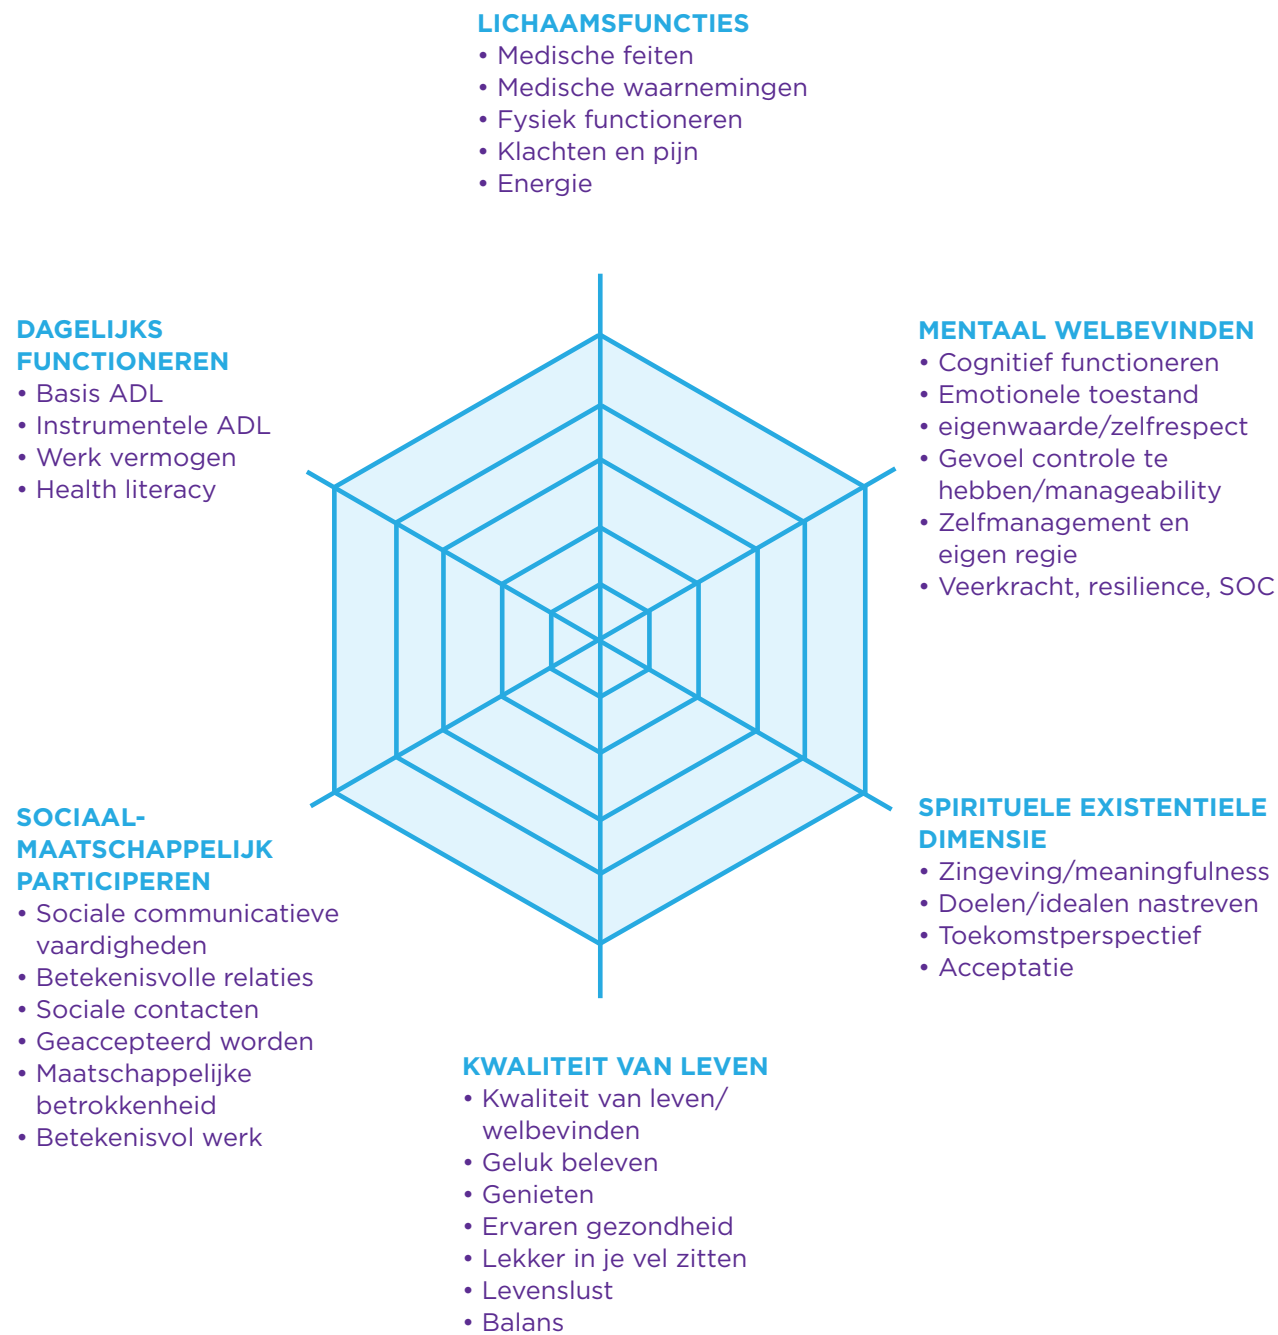 LICHAAMSFUNCTIES
• Medische feiten
• Medische waarnemingen
• Fysiek functioneren
• Klachten en pijn
• Energie
MENTAAL WELBEVINDEN
• Cognitief functioneren
• Emotionele toestand
• eigenwaarde/zelfrespect
• Gevoel controle te
hebben/manageability
• Zelfmanagement en
eigen regie
• Veerkracht, resilience, SOC
SPIRITUELE EXISTENTIELE
DIMENSIE
• Zingeving/meaningfulness
• Doelen/idealen nastreven
• Toekomstperspectief
• Acceptatie
KWALITEIT VAN LEVEN
• Kwaliteit van leven/
welbevinden
• Geluk beleven
• Genieten
• Ervaren gezondheid
• Lekker in je vel zitten
• Levenslust
• Balans
SOCIAAL-
MAATSCHAPPELIJK
PARTICIPEREN
• Sociale communicatieve
vaardigheden
• Betekenisvolle relaties
• Sociale contacten
• Geaccepteerd worden
• Maatschappelijke
betrokkenheid
• Betekenisvol werk
DAGELIJKS
FUNCTIONEREN
• Basis ADL
• Instrumentele ADL
• Werk vermogen
• Health literacy